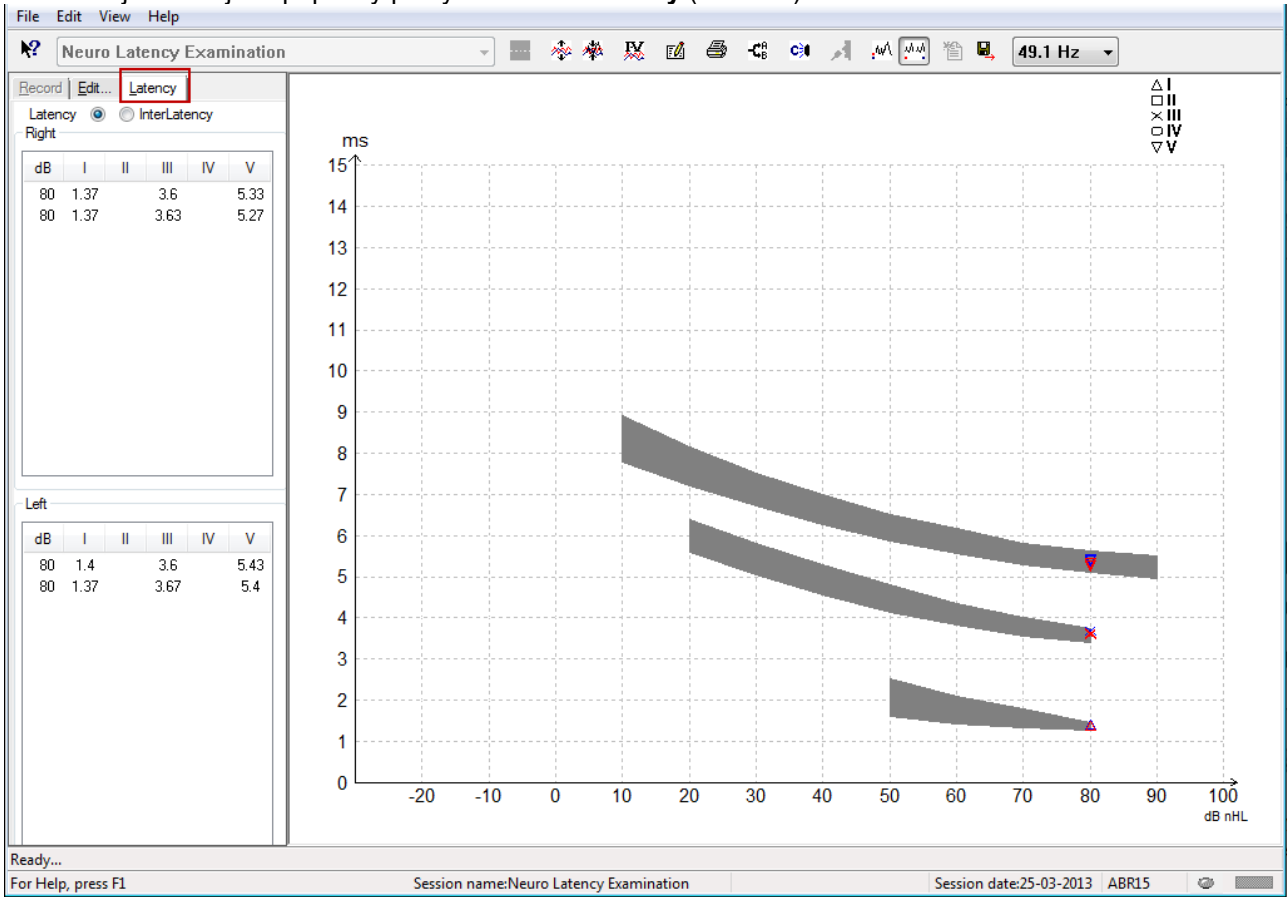 File Edit View Help
Neuro Latency Examination 49.1 Hz
Record Edit... Latency
Latency InterLatency
Right
dB I II III IV V
80 1.37 3.6 5.33
80 1.37 3.63 5.27
Left
dB I II III IV V
80 1.4 3.6 5.43
80 1.37 3.67 5.4
I
II
III
IV
V
ms
15
14
13
12
11
10
9
8
7
6
5
4
3
2
1
0
-20 -10 0 10 20 30 40 50 60 70 80 90 100
dB nHL
Ready...
For Help, press F1 Session name:Neuro Latency Examination Session date:25-03-2013 ABR15